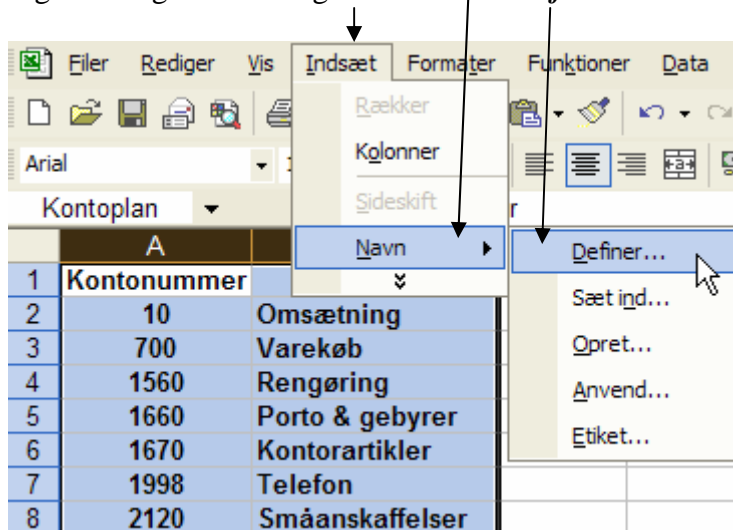 Filer Rediger Vis Indsæt Formater Funktioner Data
Rækker
Arial
Kolonner
Kontoplan
Sideskift
Navn
Definer...
A
1 Kontonummer
Sæt ind...
2 10 Omsætning
3 700 Varekøb
Opret...
4 1560 Rengøring
Anvend...
5 1660 Porto & gebyrer
Etiket...
6 1670 Kontorartikler
7 1998 Telefon
8 2120 Småanskaffelser